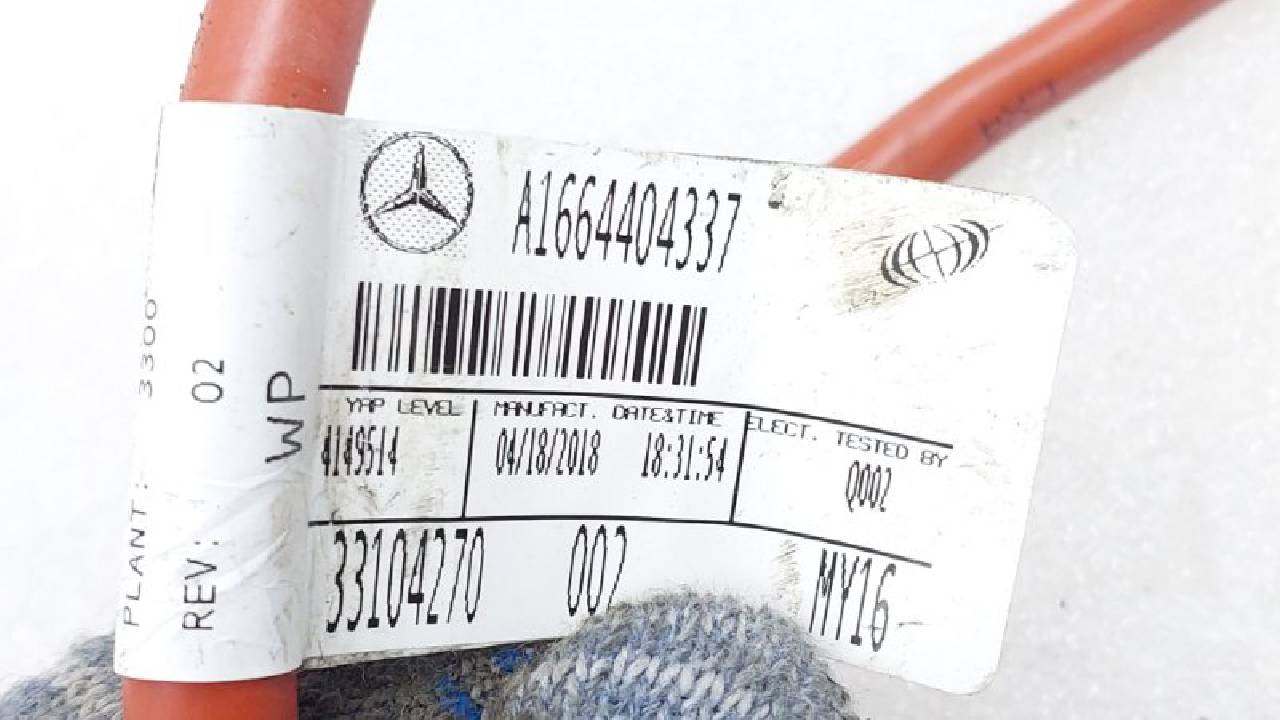 A1664404337
YAP LEVEL
4149514
MANUFACT. DATE&TIME
04/18/2018 18:31:54
ELECT. TESTED BY
Q002
33104270 002 MY16
PLANT: 3300
REV: 02
WP